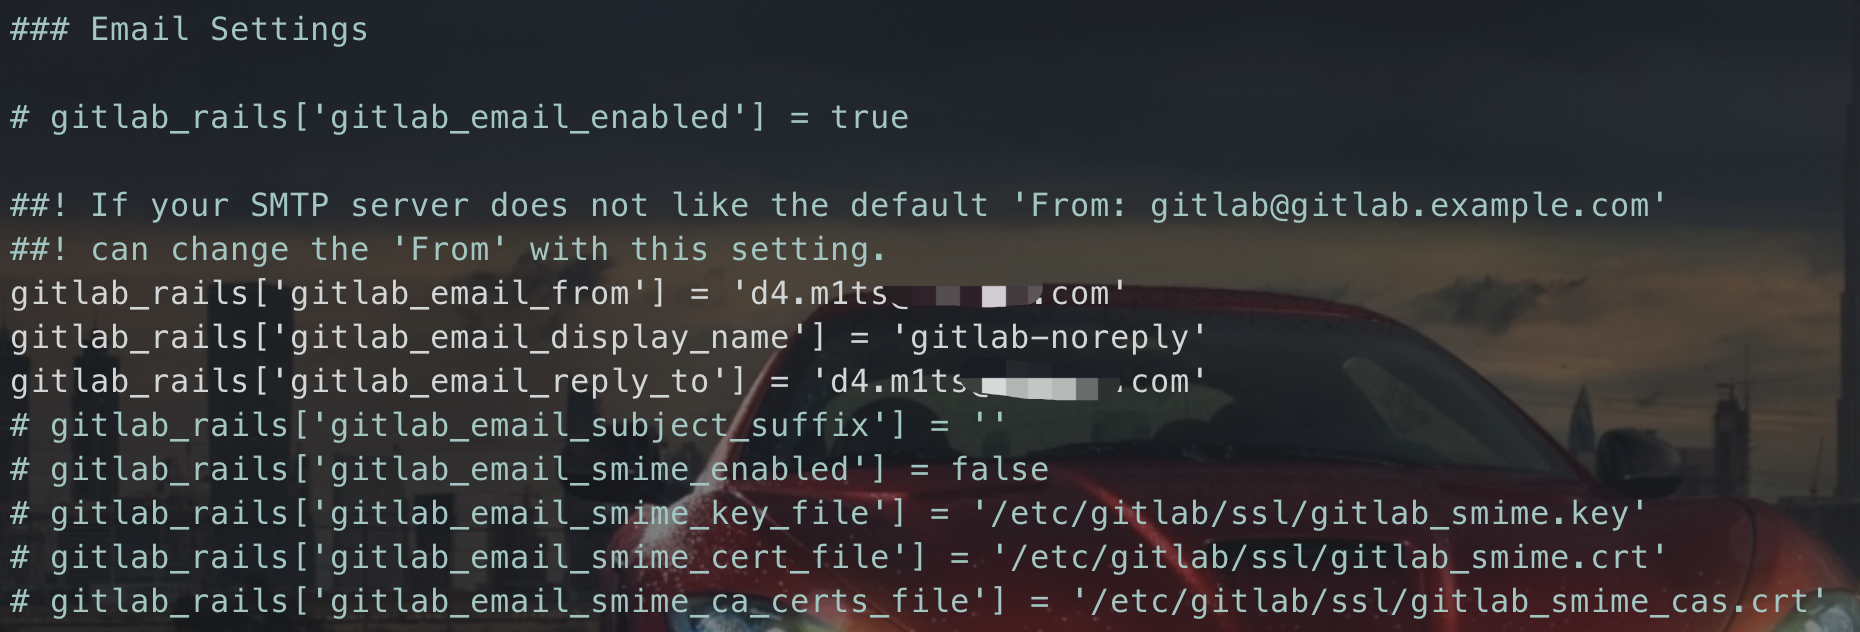 ### Email Settings
# gitlab_rails['gitlab_email_enabled'] = true
##! If your SMTP server does not like the default 'From: gitlab@gitlab.example.com'
##! can change the 'From' with this setting.
gitlab_rails['gitlab_email_from'] = 'd4.m1ts@ .com'
gitlab_rails['gitlab_email_display_name'] = 'gitlab-noreply'
gitlab_rails['gitlab_email_reply_to'] = 'd4.m1ts@ .com'
# gitlab_rails['gitlab_email_subject_suffix'] = ''
# gitlab_rails['gitlab_email_smime_enabled'] = false
# gitlab_rails['gitlab_email_smime_key_file'] = '/etc/gitlab/ssl/gitlab_smime.key'
# gitlab_rails['gitlab_email_smime_cert_file'] = '/etc/gitlab/ssl/gitlab_smime.crt'
# gitlab_rails['gitlab_email_smime_ca_certs_file'] = '/etc/gitlab/ssl/gitlab_smime_cas.crt'